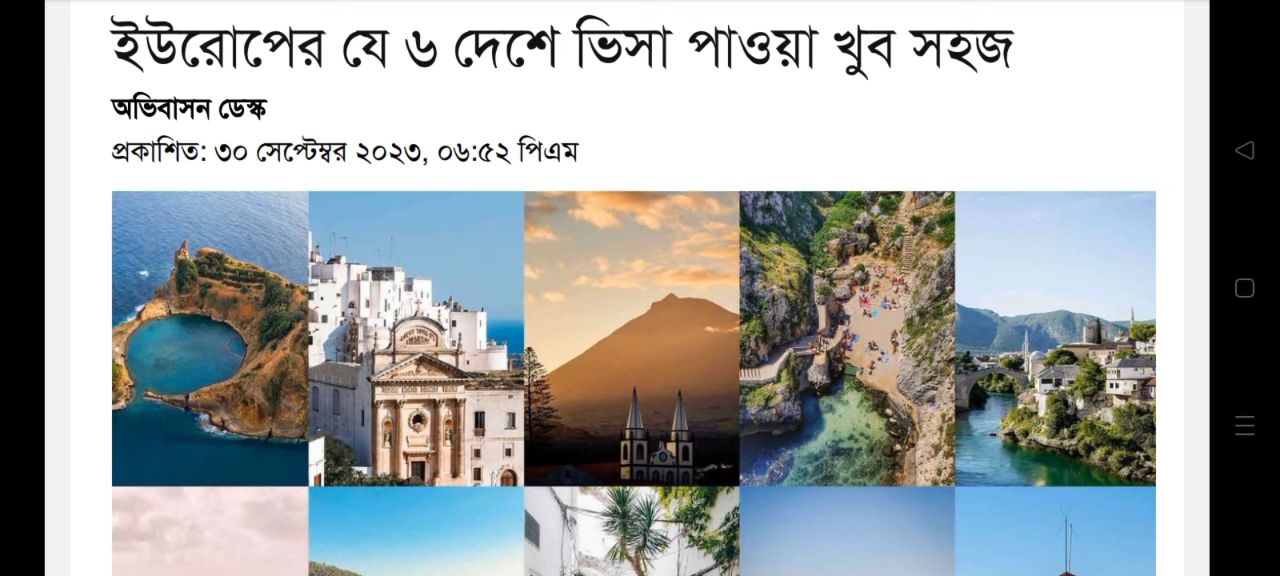 ইউরোপের যে ৬ দেশে ভিসা পাওয়া খুব সহজ
অভিবাসন ডেস্ক
প্রকাশিত: ৩০ সেপ্টেম্বর ২০২৩, ০৬:৫২ পিএম